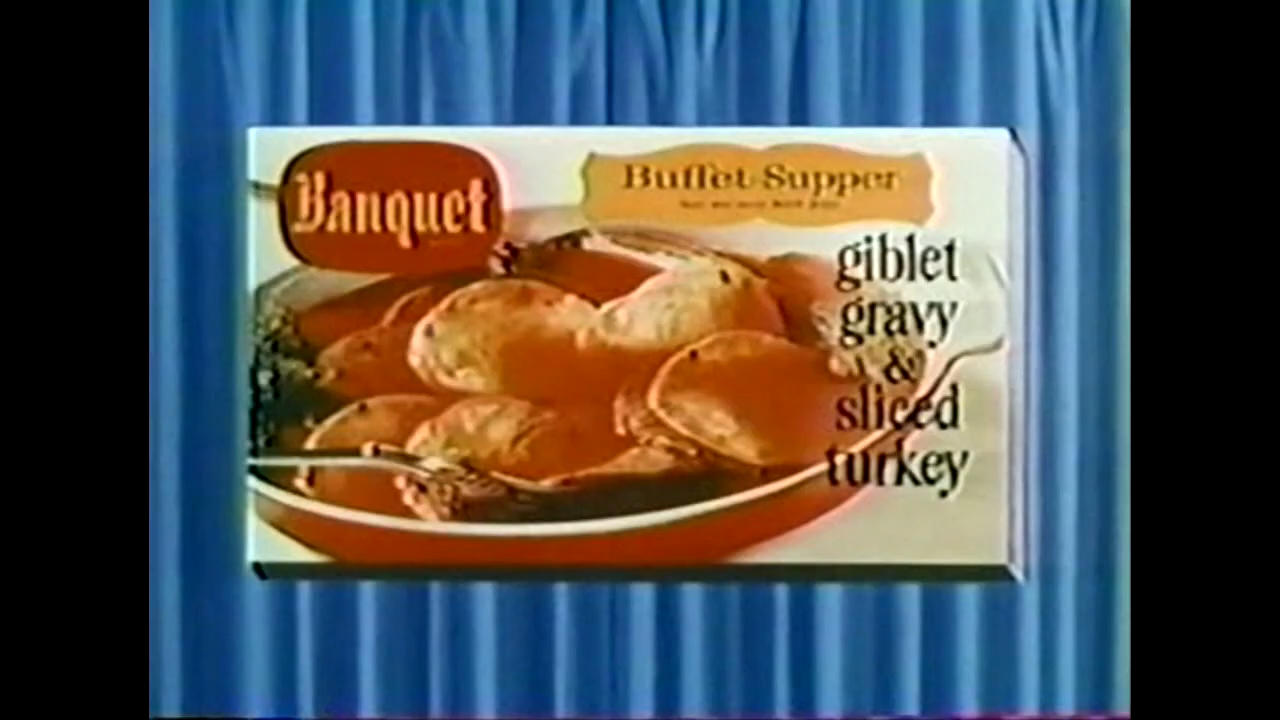 Banquet
Buffet Supper
giblet
gravy
&
sliced
turkey